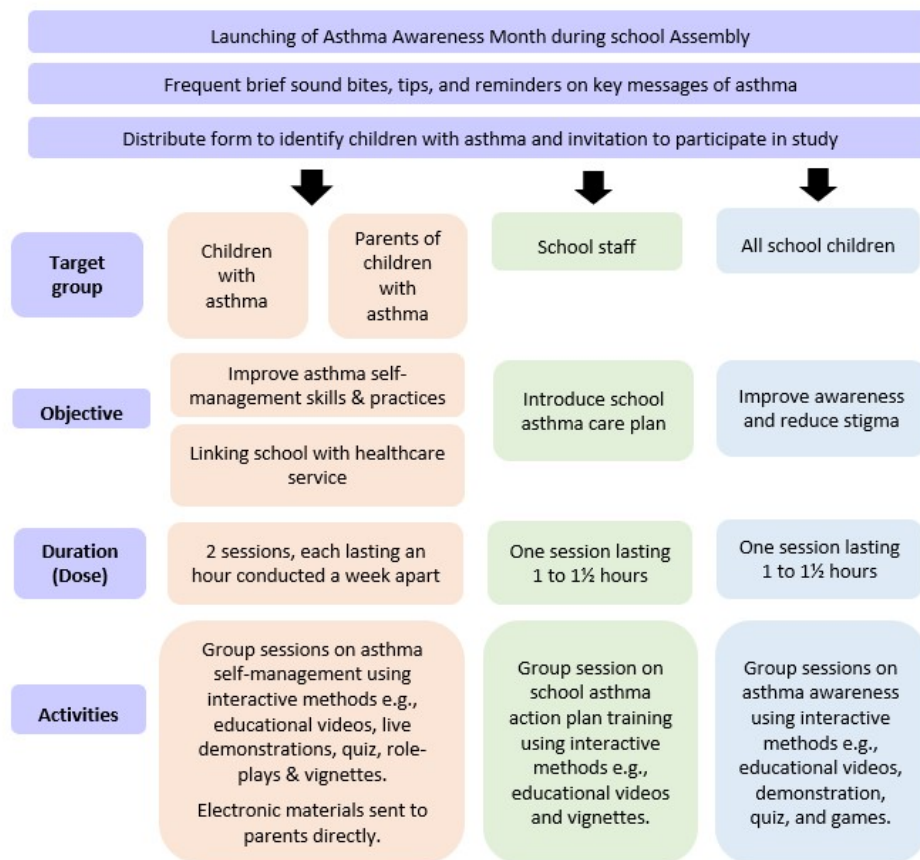 Launching of Asthma Awareness Month during school Assembly
Frequent brief sound bites, tips, and reminders on key messages of asthma
Distribute form to identify children with asthma and invitation to participate in study
Target
group
Children
with
asthma
Parents of
children
with
asthma
School staff
All school children
Objective
Improve asthma self-
management skills & practices
Linking school with healthcare
service
Introduce school
asthma care plan
Improve awareness
and reduce stigma
Duration
(Dose)
2 sessions, each lasting an
hour conducted a week apart
One session lasting
1 to 1½ hours
One session lasting
1 to 1½ hours
Activities
Group sessions on asthma
self-management using
interactive methods e.g.,
educational videos, live
demonstrations, quiz, role-
plays & vignettes.
Electronic materials sent to
parents directly.
Group session on
school asthma
action plan training
using interactive
methods e.g.,
educational videos
and vignettes.
Group sessions on
asthma awareness
using interactive
methods e.g.,
educational videos,
demonstration,
quiz, and games.